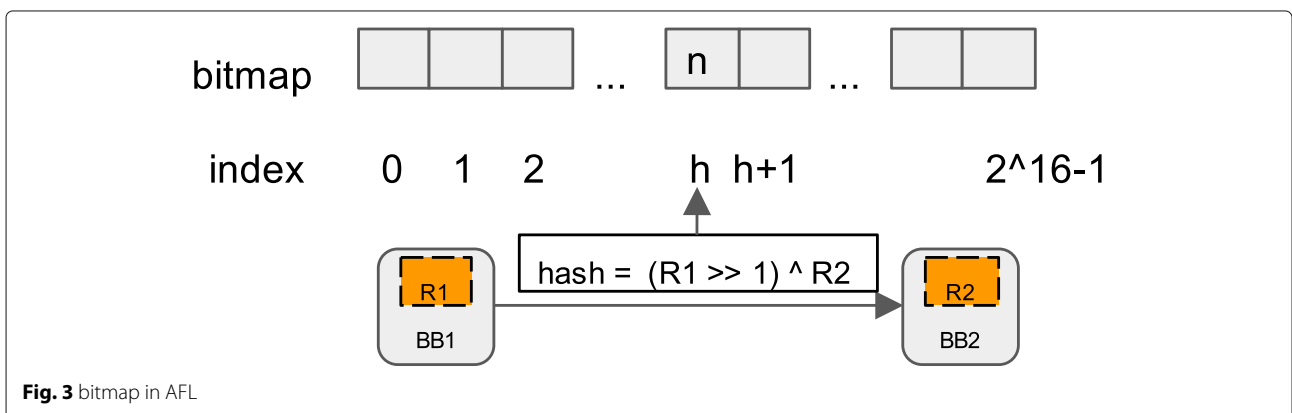 bitmap ... n ...
index 0 1 2 h h+1 2^16-1
hash = (R1 >> 1) ^ R2
R1 R2
BB1 BB2
Fig. 3 bitmap in AFL